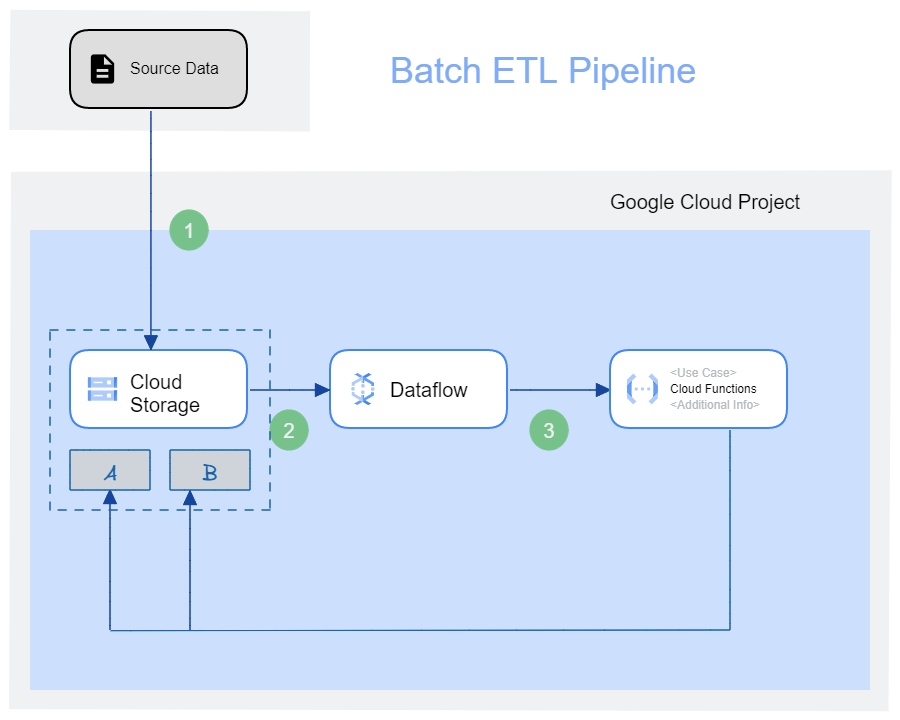 Source Data
Batch ETL Pipeline
Google Cloud Project
1
Cloud
Storage
Dataflow
<Use Case>
Cloud Functions
<Additional Info>
2
3
A
B